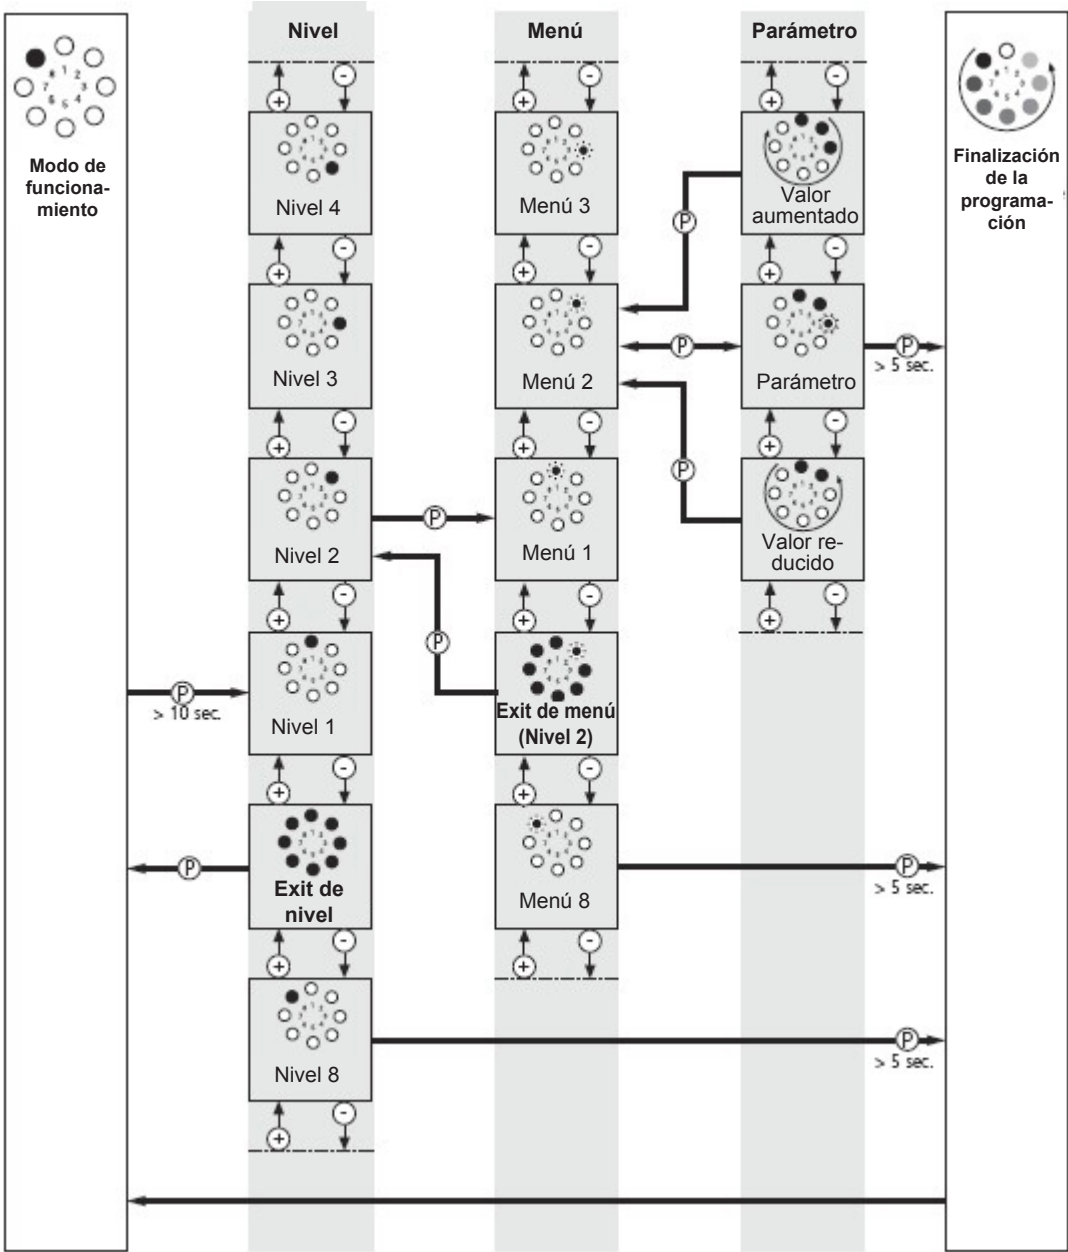 Nivel
Menú
Parámetro
Modo de
funciona-
miento
Finalización
de la
programa-
ción
Nivel 4
Menú 3
Valor
aumentado
P
Nivel 3
Menú 2
P
Parámetro
P
> 5 sec.
P
Nivel 2
P
Menú 1
Valor re-
ducido
P
P
> 10 sec.
Nivel 1
Exit de menú
(Nivel 2)
P
Exit de
nivel
Menú 8
P
> 5 sec.
Nivel 8
P
> 5 sec.